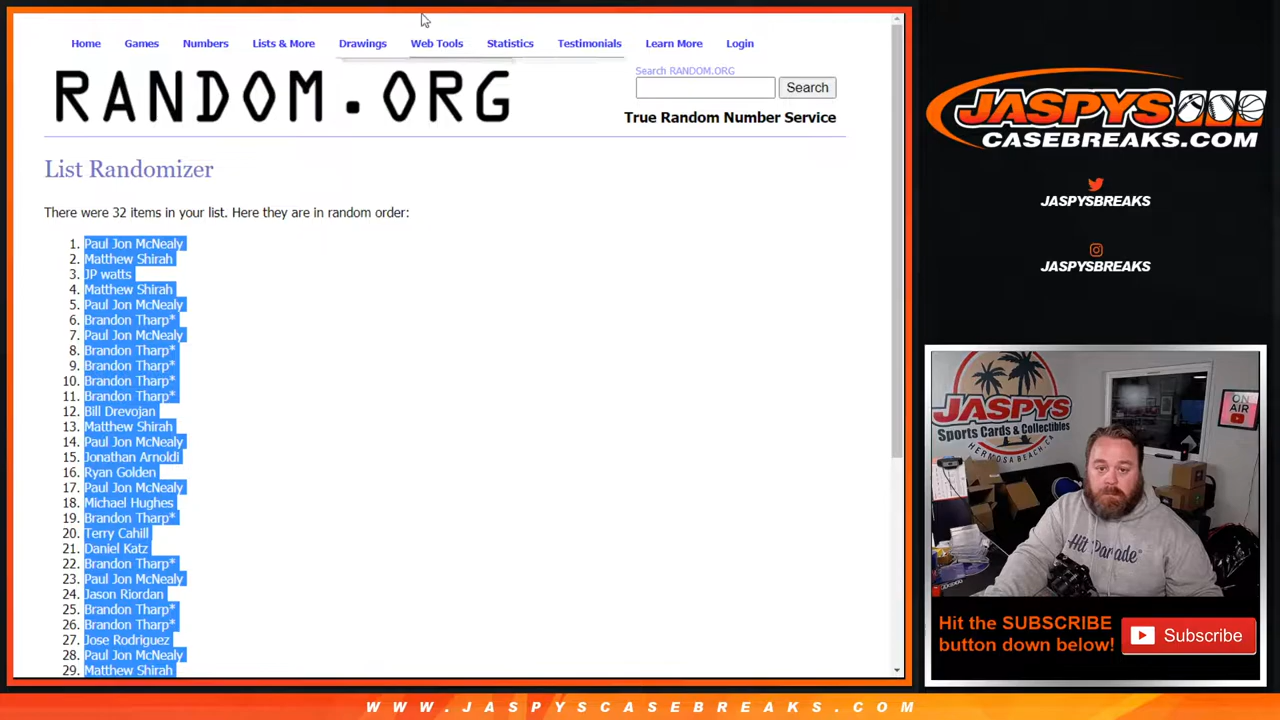 Home Games Numbers Lists & More Drawings Web Tools Statistics Testimonials Learn More Login
RANDOM.ORG
Search RANDOM.ORG
Search
True Random Number Service
List Randomizer
There were 32 items in your list. Here they are in random order:
1. Paul Jon McNealy
2. Matthew Shirah
3. JP watts
4. Matthew Shirah
5. Paul Jon McNealy
6. Brandon Tharp*
7. Paul Jon McNealy
8. Brandon Tharp*
9. Brandon Tharp*
10. Brandon Tharp*
11. Brandon Tharp*
12. Bill Drevojan
13. Matthew Shirah
14. Paul Jon McNealy
15. Jonathan Arnoldi
16. Ryan Golden
17. Paul Jon McNealy
18. Michael Hughes
19. Brandon Tharp*
20. Terry Cahill
21. Daniel Katz
22. Brandon Tharp*
23. Paul Jon McNealy
24. Jason Riordan
25. Brandon Tharp*
26. Brandon Tharp*
27. Jose Rodriguez
28. Paul Jon McNealy
29. Matthew Shirah
JASPYS
CASEBREAKS.COM
JASPYSBREAKS
JASPYSBREAKS
JASPYS
Sports Cards & Collectibles
HERMOSA BEACH, CA
ON AIR
Hit Parade
Hit the SUBSCRIBE
button down below!
Subscribe
WWW.JASPYSCASEBREAKS.COM